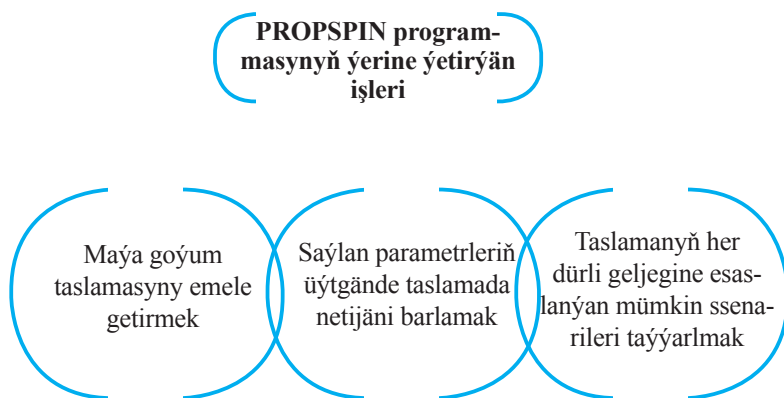 PROPSPIN program-
masynyň ýerine ýetirýän
işleri
Maýa goýum
taslamasyny emele
getirmek
Saýlan parametrleriň
üýtgände taslamada
netijäni barlamak
Taslamanyň her
dürli geljegine esas-
lanýan mümkin ssena-
rileri taýýarlmak